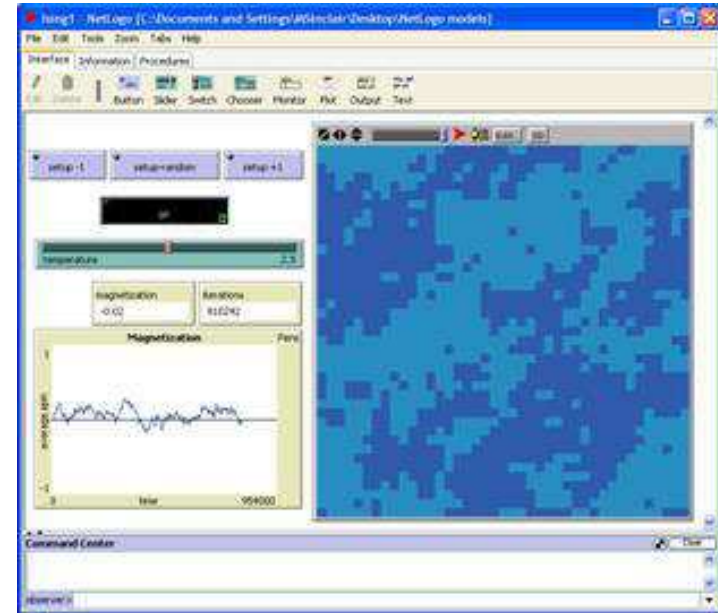 Ising1 - NetLogo {C:\Documents and Settings\MSinclair\Desktop\NetLogo models}
File Edit Tools Zoom Tabs Help
Interface Information Procedures
Edit Delete Button Slider Switch Chooser Monitor Plot Output Text
setup -1 setup-random setup +1
go
temperature 2.5
magnetization iterations
-0.02
Magnetization Pens
1
average spin
-1
0 time 954000
Command Center Clear
observer>